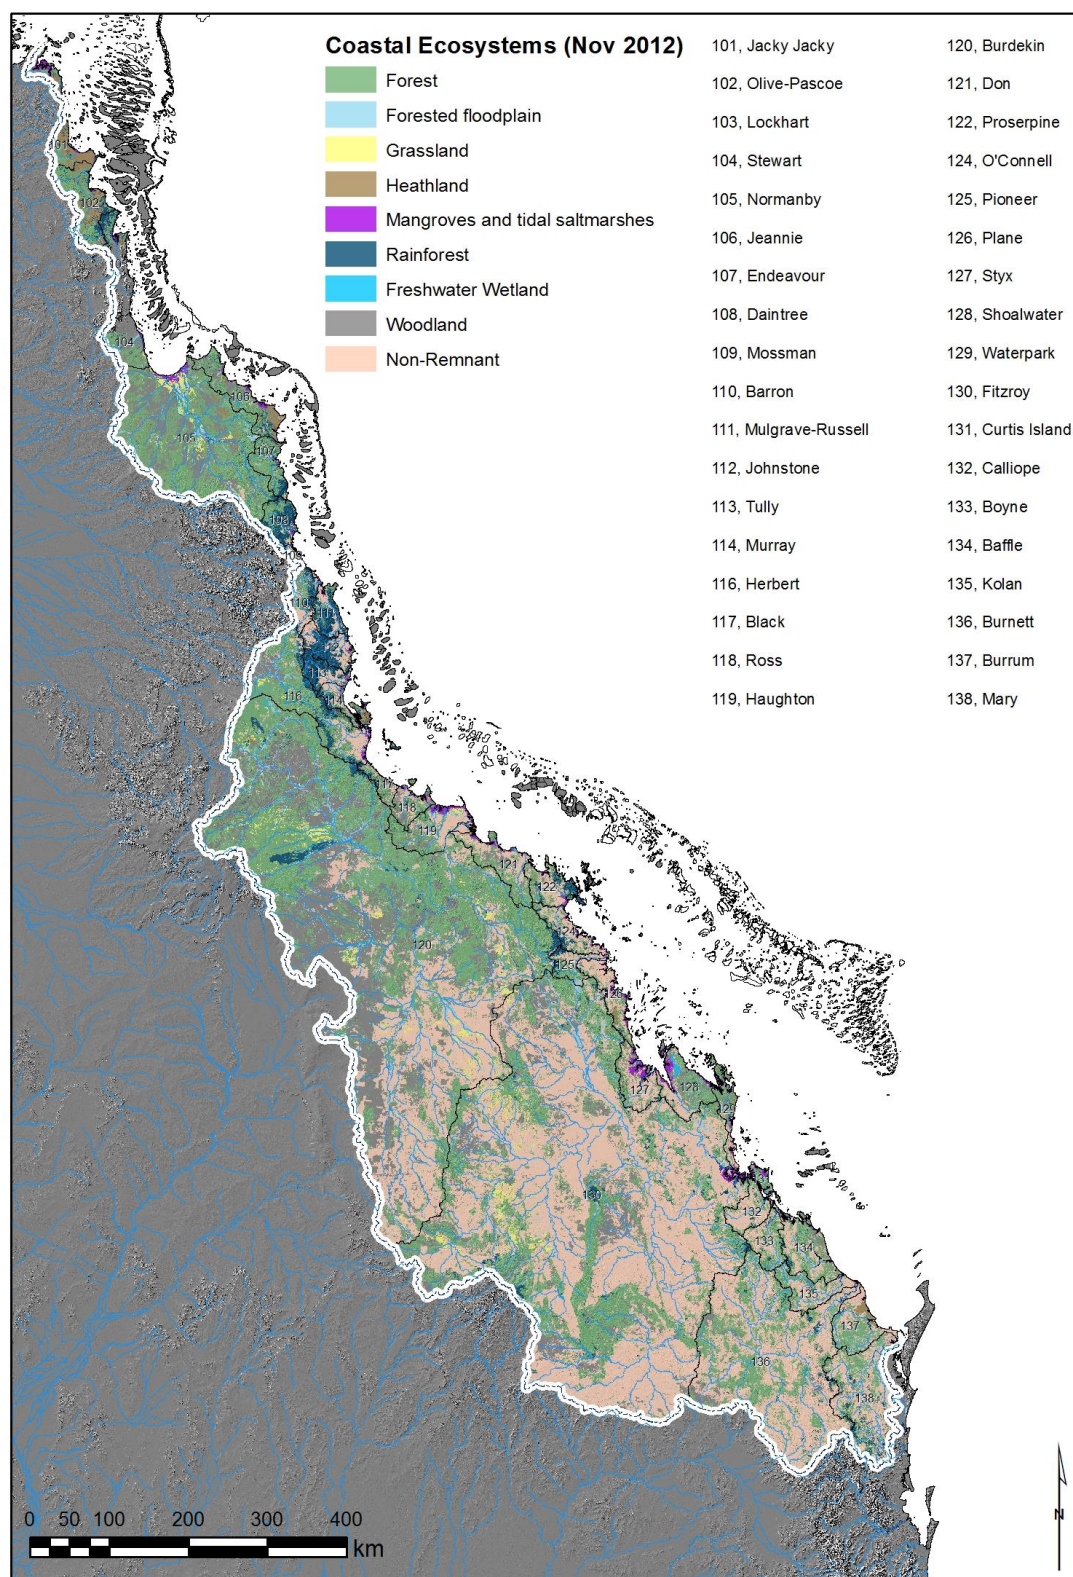 Coastal Ecosystems (Nov 2012)
Forest
Forested floodplain
Grassland
Heathland
Mangroves and tidal saltmarshes
Rainforest
Freshwater Wetland
Woodland
Non-Remnant
101, Jacky Jacky
102, Olive-Pascoe
103, Lockhart
104, Stewart
105, Normanby
106, Jeannie
107, Endeavour
108, Daintree
109, Mossman
110, Barron
111, Mulgrave-Russell
112, Johnstone
113, Tully
114, Murray
116, Herbert
117, Black
118, Ross
119, Haughton
120, Burdekin
121, Don
122, Proserpine
124, O'Connell
125, Pioneer
126, Plane
127, Styx
128, Shoalwater
129, Waterpark
130, Fitzroy
131, Curtis Island
132, Calliope
133, Boyne
134, Baffle
135, Kolan
136, Burnett
137, Burrum
138, Mary
102
104
106
105
107
108
116
114
117
118
119
121
122
120
124
125
126
127
128
130
132
133
134
135
137
136
138
0 50 100 200 300 400
km
N